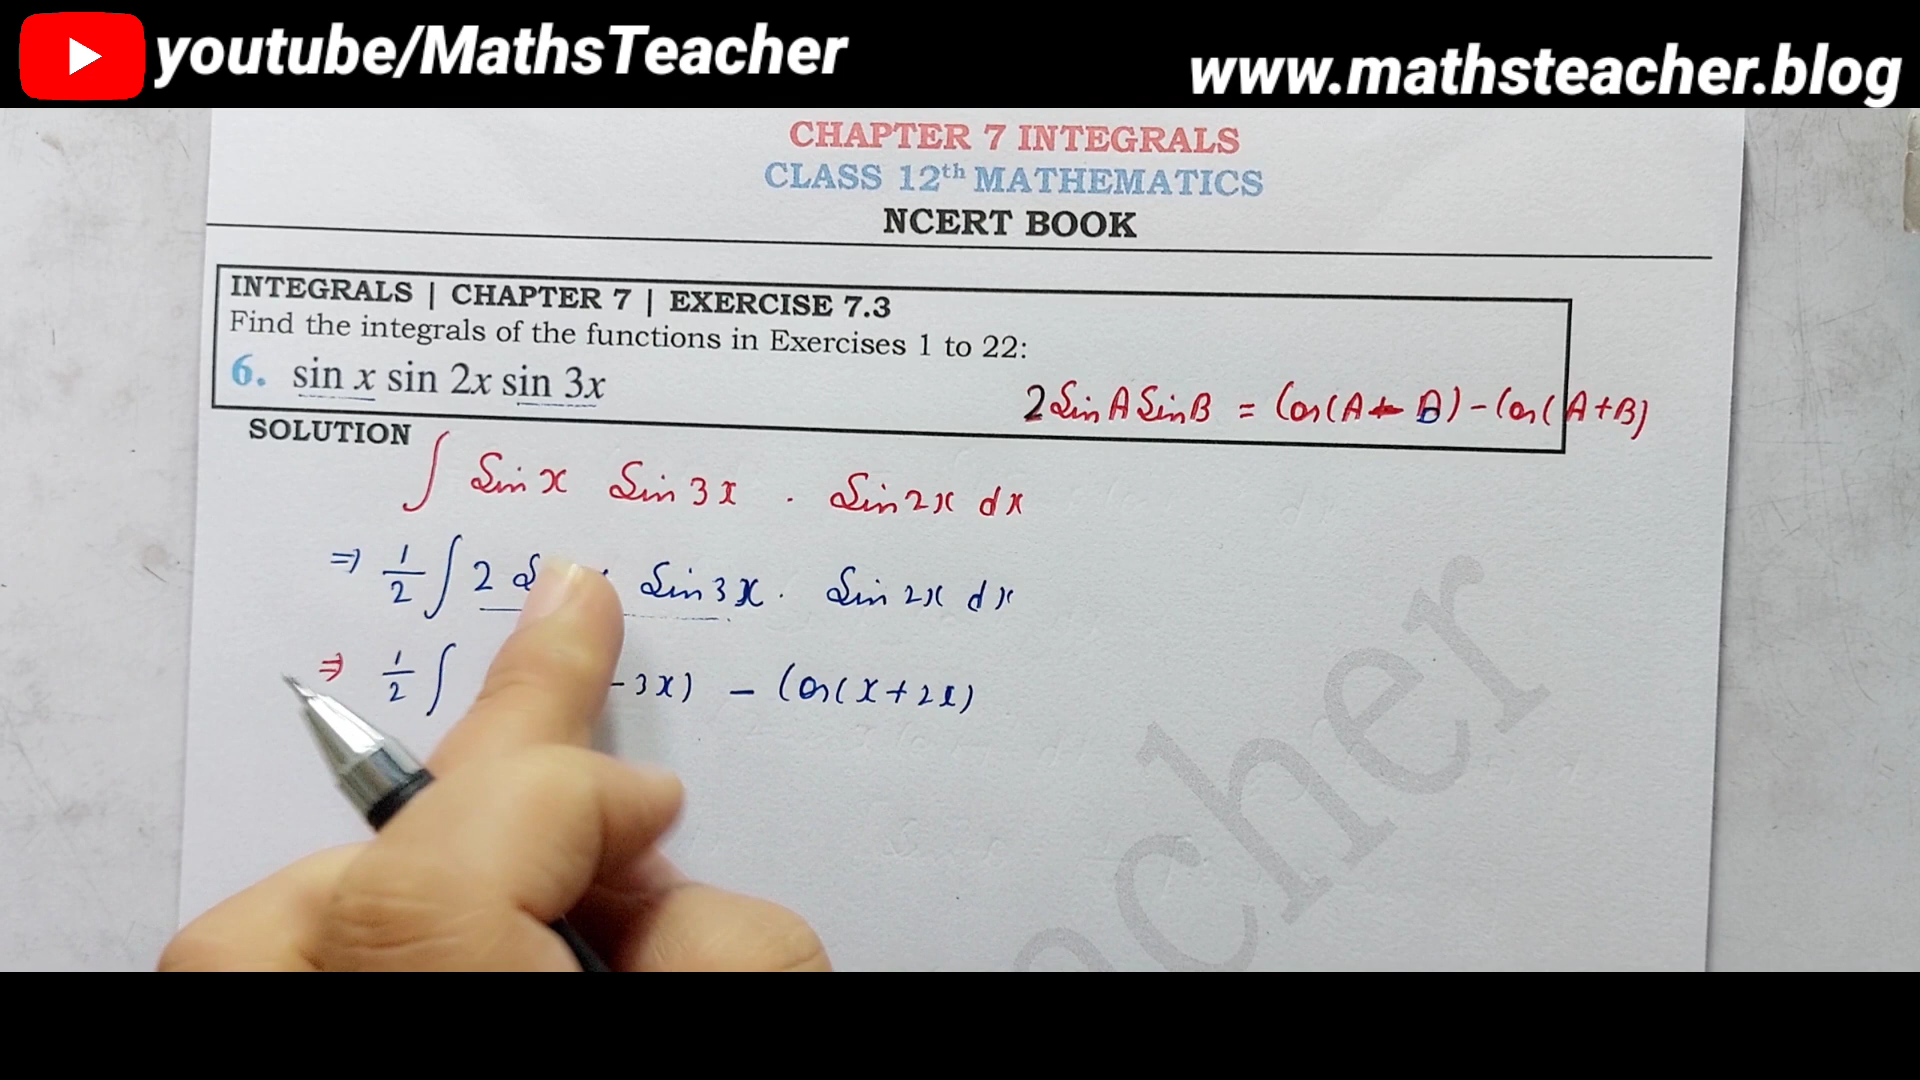 youtube/MathsTeacher
www.mathsteacher.blog
CHAPTER 7 INTEGRALS
CLASS 12th MATHEMATICS
NCERT BOOK
INTEGRALS | CHAPTER 7 | EXERCISE 7.3
Find the integrals of the functions in Exercises 1 to 22:
6. sin x sin 2x sin 3x
2 Sin A Sin B = Cos(A - B) - Cos(A+B)
SOLUTION
∫ Sin x Sin 3x . Sin 2x dx
⇒ 1/2 ∫ 2 Sin 3x . Sin 2x dx
⇒ 1/2 ∫ - 3x) - Cos(x + 2x)
acher